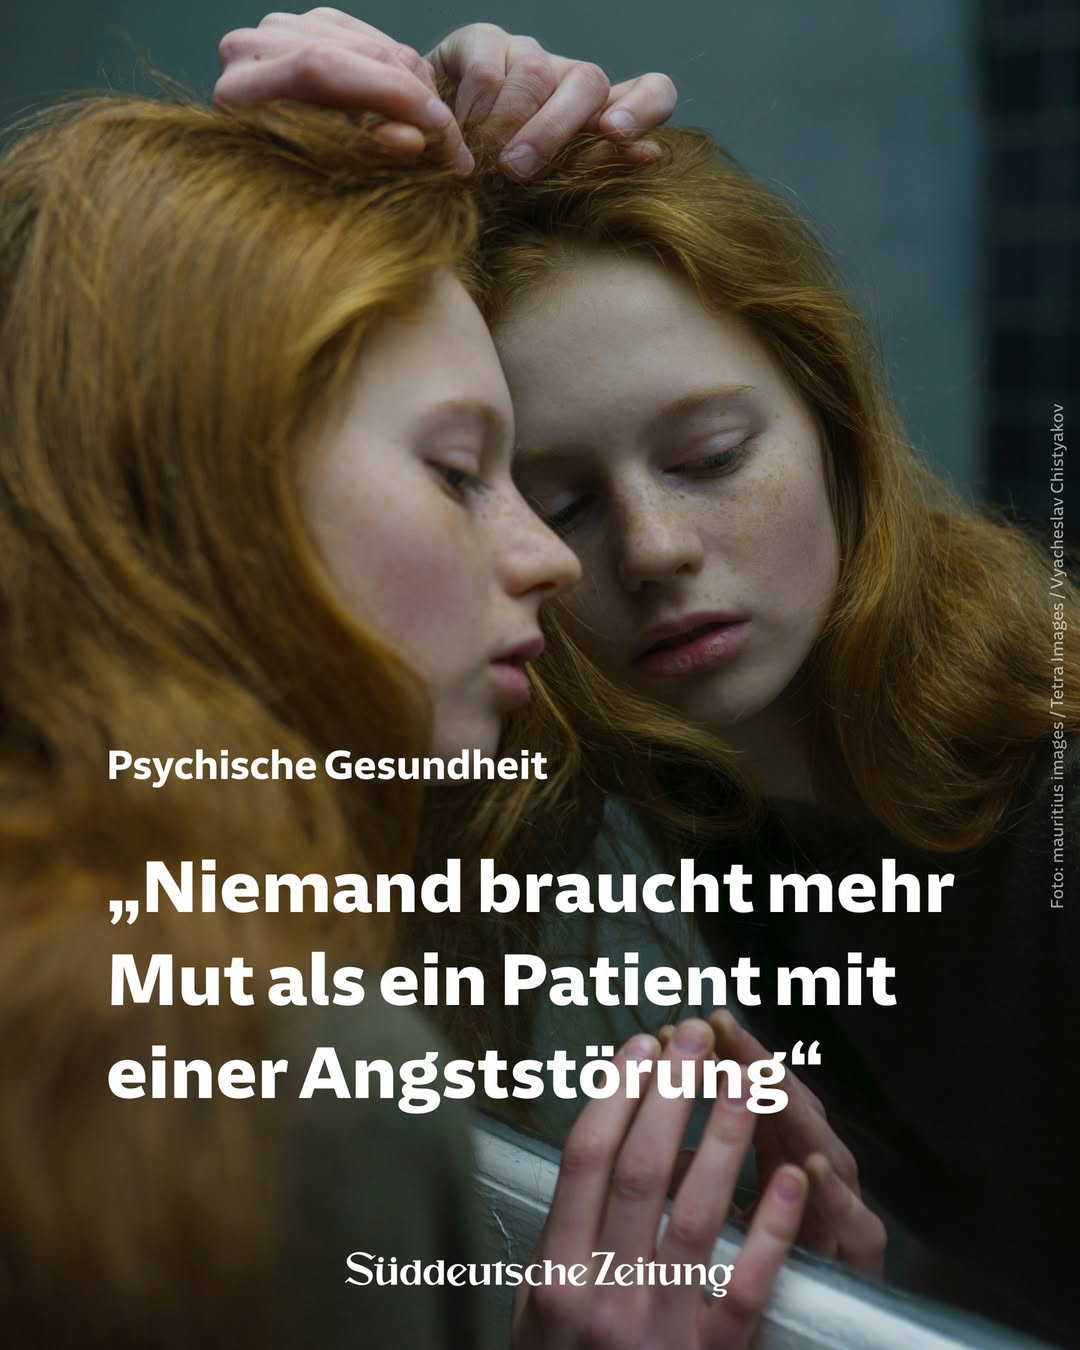 Psychische Gesundheit
„Niemand braucht mehr
Mut als ein Patient mit
einer Angststörung“
Süddeutsche Zeitung
Foto: mauritius images / Tetra Images / Vyacheslav Chistyakov